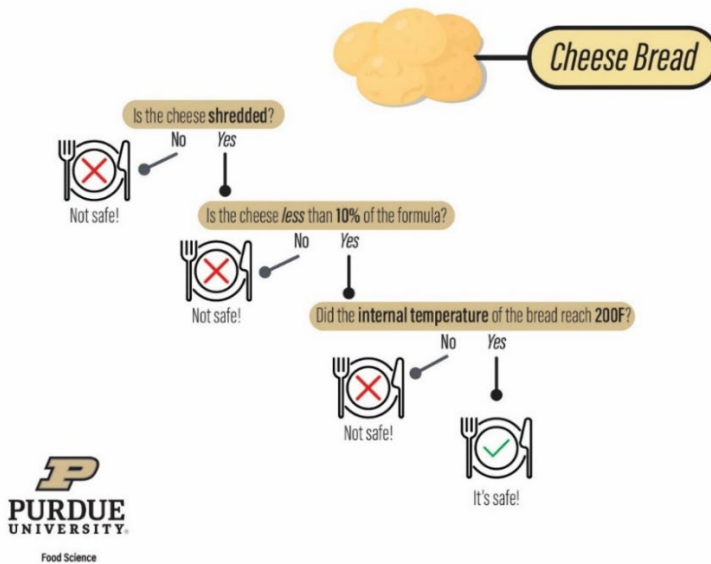 Cheese Bread
Is the cheese shredded?
No Yes
Not safe!
Is the cheese less than 10% of the formula?
No Yes
Not safe!
Did the internal temperature of the bread reach 200F?
No Yes
Not safe!
It's safe!
P
PURDUE
UNIVERSITY®
Food Science